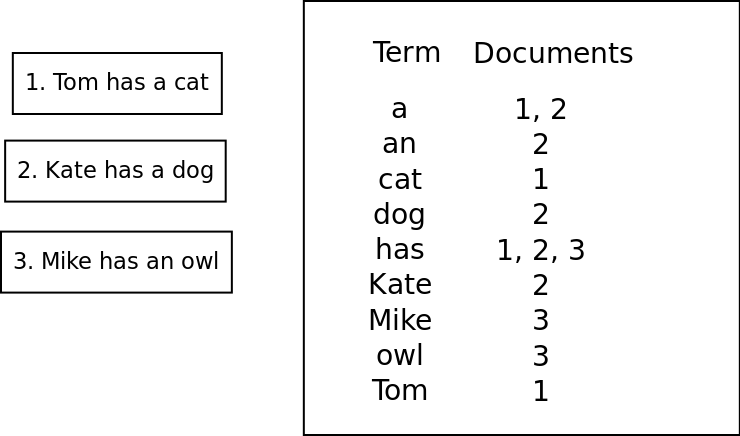 1. Tom has a cat
2. Kate has a dog
3. Mike has an owl
Term Documents
a 1, 2
an 2
cat 1
dog 2
has 1, 2, 3
Kate 2
Mike 3
owl 3
Tom 1